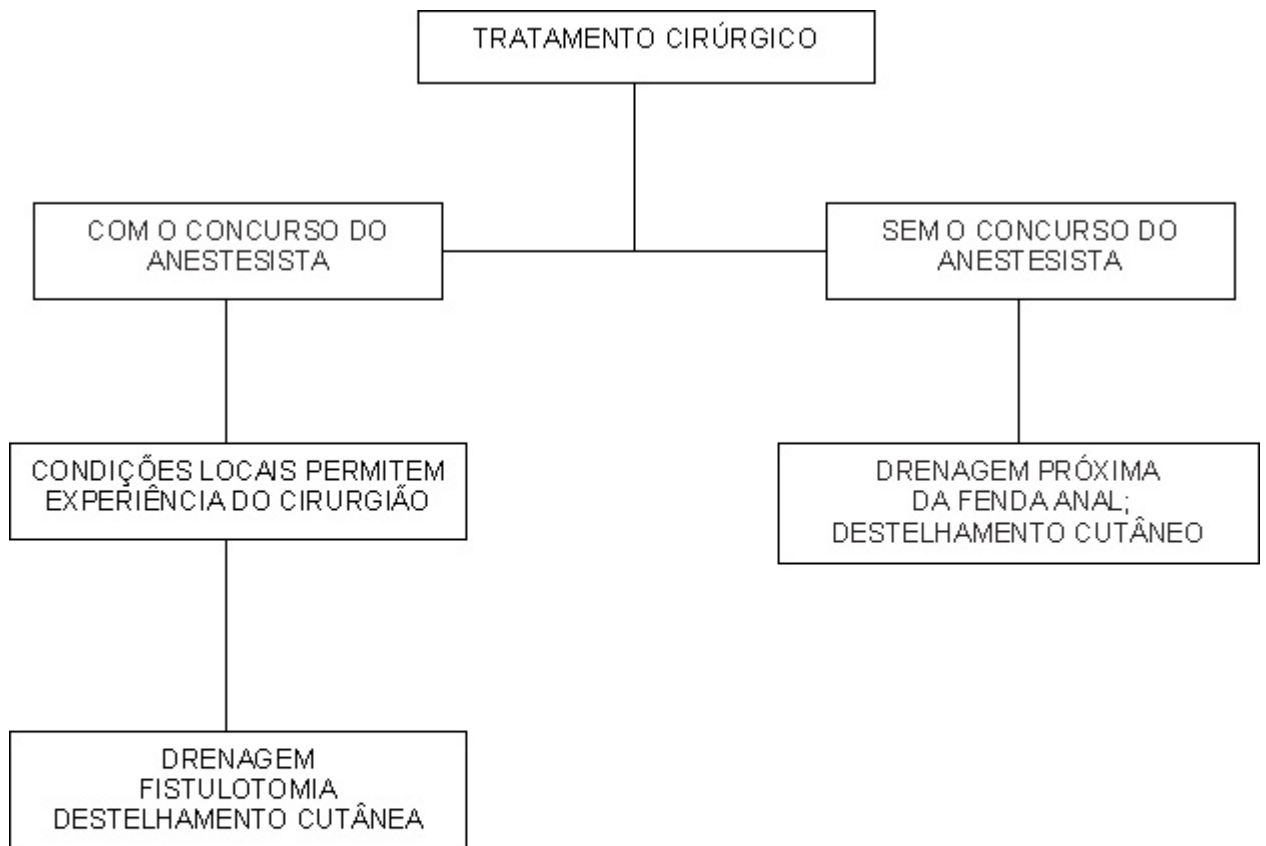 TRATAMENTO CIRÚRGICO
COM O CONCURSO DO
ANESTESISTA
SEM O CONCURSO DO
ANESTESISTA
CONDIÇÕES LOCAIS PERMITEM
EXPERIÊNCIA DO CIRURGIÃO
DRENAGEM PRÓXIMA
DA FENDA ANAL;
DESTELHAMENTO CUTÂNEO
DRENAGEM
FISTULOTOMIA
DESTELHAMENTO CUTÂNEA